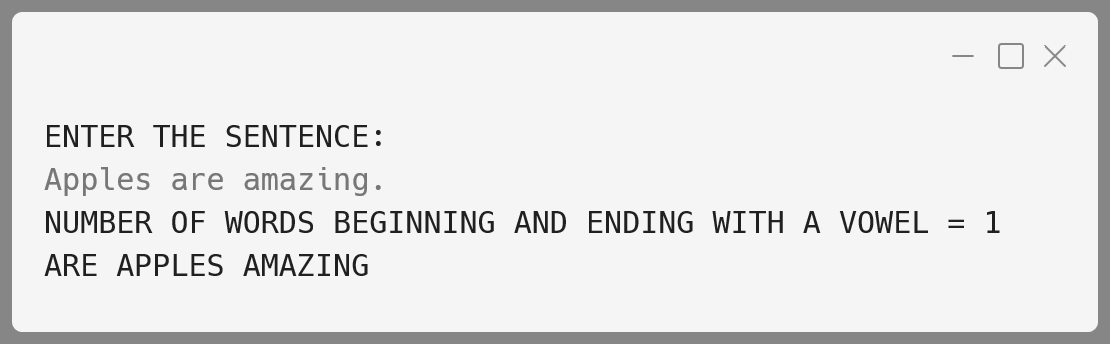 ENTER THE SENTENCE:
Apples are amazing.
NUMBER OF WORDS BEGINNING AND ENDING WITH A VOWEL = 1
ARE APPLES AMAZING